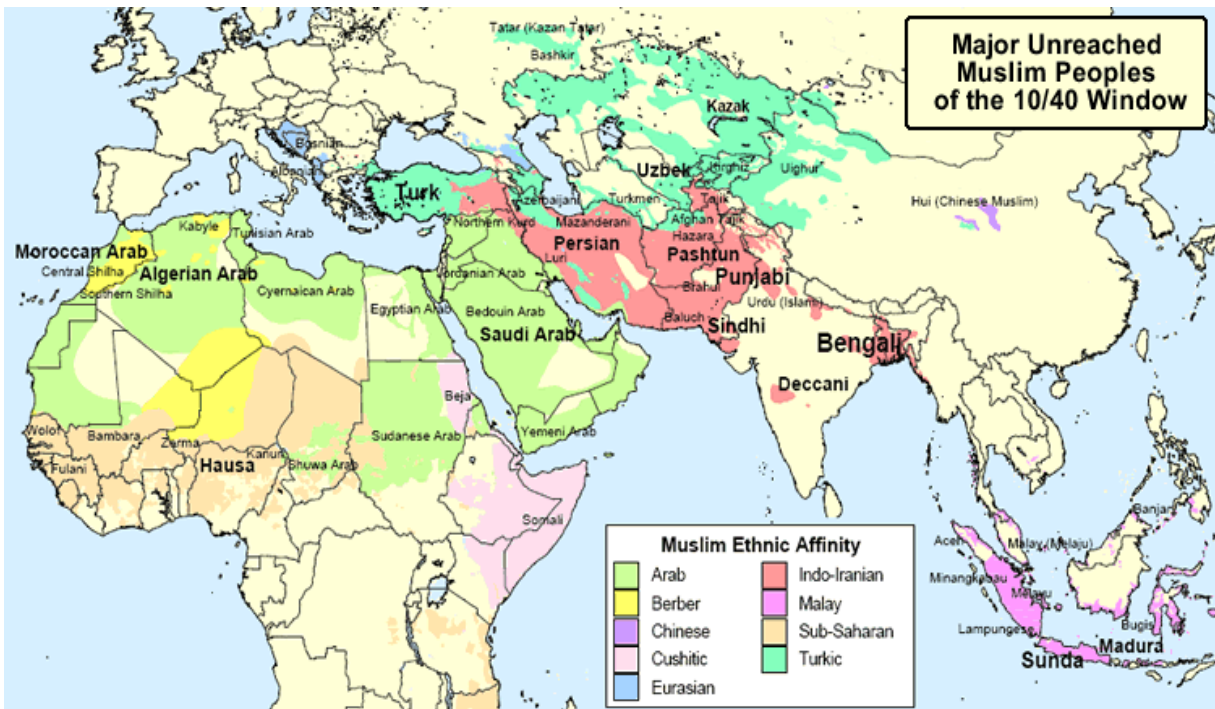 Major Unreached
Muslim Peoples
of the 10/40 Window
Tatar (Kazan Tatar)
Bashkir
Kazak
Bosnian
Albanian
Uzbek
Kirghiz
Uighur
Turk
Azerbaijani
Turkmen
Tajik
Hui (Chinese Muslim)
Kabyle
Tunisian Arab
Northern Kurd
Mazanderani
Afghan Tajik
Moroccan Arab
Persian
Hazara
Pashtun
Central Shilha
Algerian Arab
Jordanian Arab
Luri
Punjabi
Southern Shilha
Cyernaican Arab
Brahui
Egyptian Arab
Bedouin Arab
Urdu (Islami)
Saudi Arab
Baluch
Sindhi
Bengali
Deccani
Beja
Wolof
Bambara
Zerma
Sudanese Arab
Yemeni Arab
Kanuri
Fulani
Hausa
Shuwa Arab
Somali
Banjar
Aceh
Malay (Melaju)
Minangkabau
Melayu
Lampungese
Bugis
Sunda
Madura
Muslim Ethnic Affinity
Arab
Berber
Chinese
Cushitic
Eurasian
Indo-Iranian
Malay
Sub-Saharan
Turkic